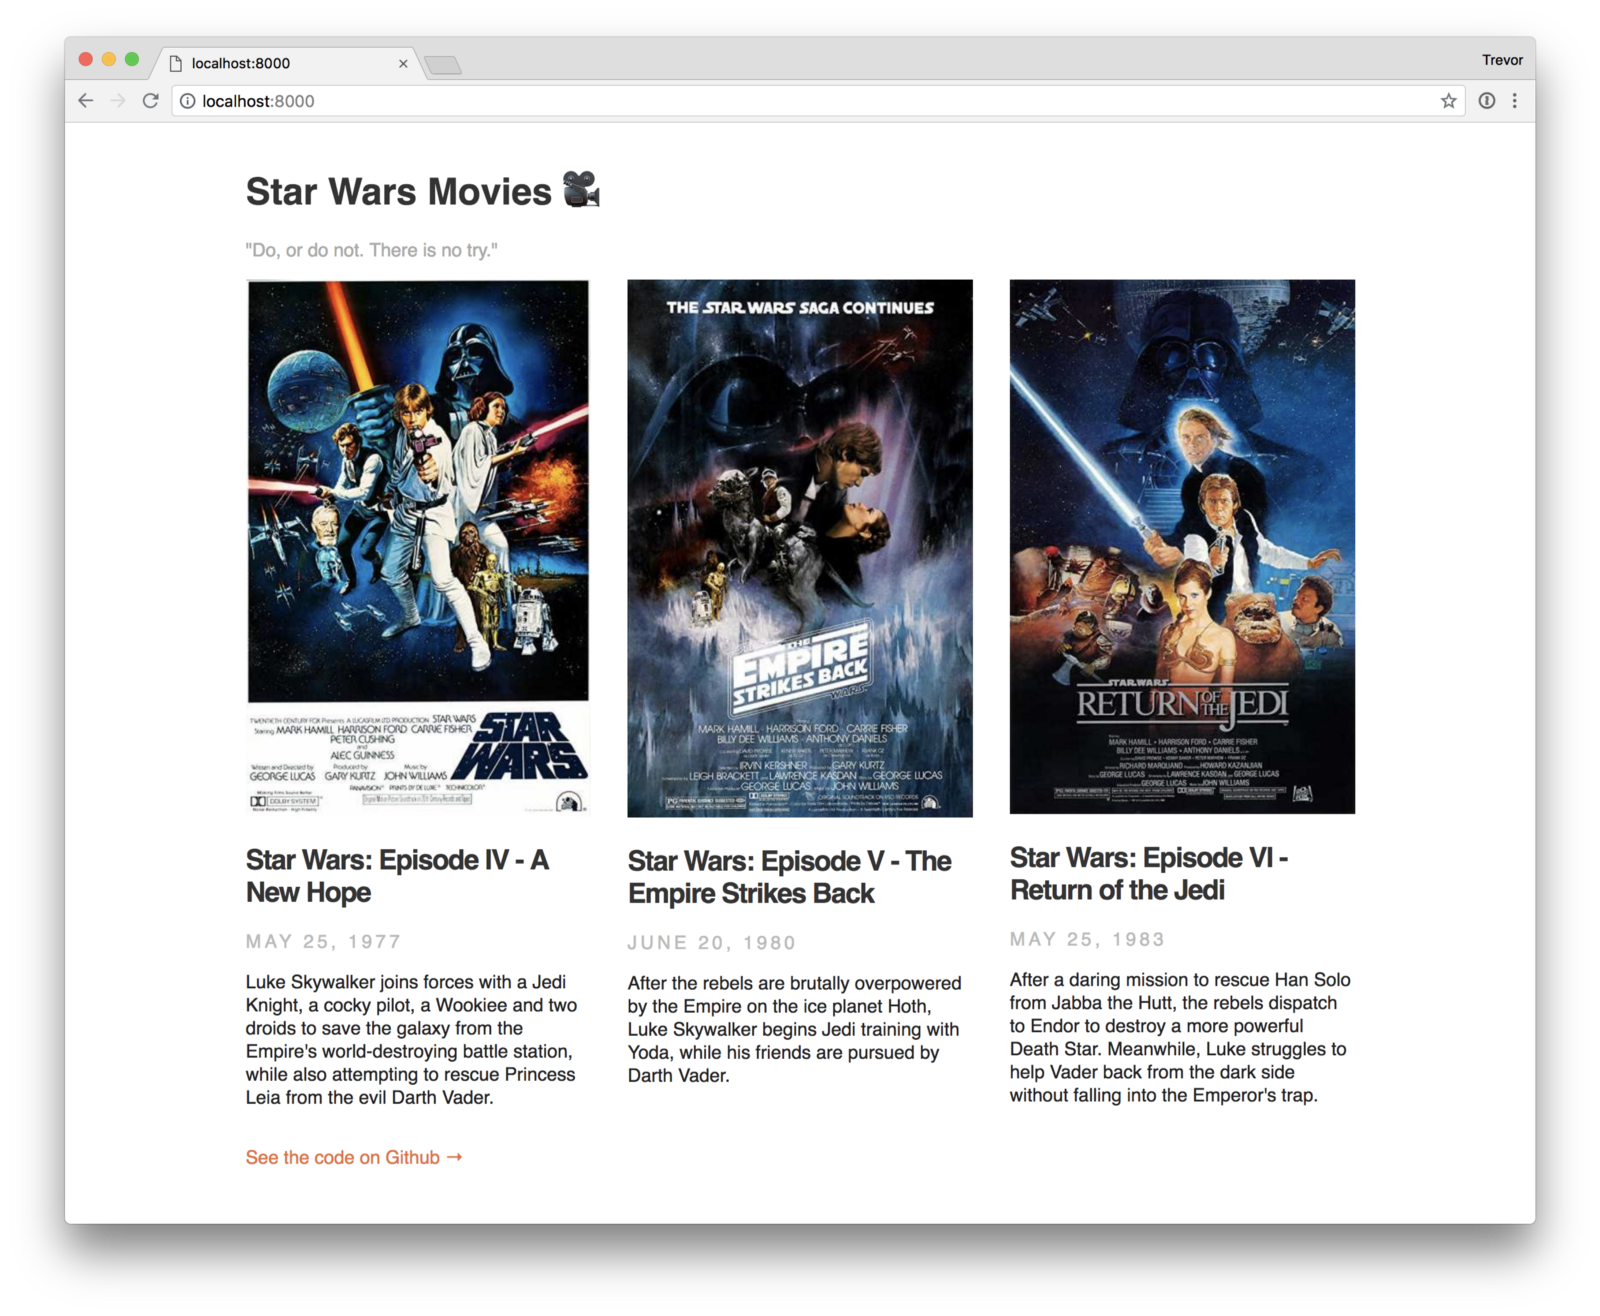 localhost:8000
Trevor
localhost:8000
Star Wars Movies
"Do, or do not. There is no try."
THE STAR WARS SAGA CONTINUES
THE
EMPIRE
STRIKES BACK
STAR WARS
RETURN OF THE JEDI
TWENTIETH CENTURY-FOX Presents A LUCASFILM LTD PRODUCTION STAR WARS
Starring MARK HAMILL HARRISON FORD CARRIE FISHER
PETER CUSHING
and
ALEC GUINNESS
Written and Directed by
GEORGE LUCAS
Produced by
GARY KURTZ
Music by
JOHN WILLIAMS
PANAVISION PRINTS BY DE LUXE TECHNICOLOR
DOLBY SYSTEM
STAR
WARS
MARK HAMILL · HARRISON FORD · CARRIE FISHER
BILLY DEE WILLIAMS · ANTHONY DANIELS
IRVIN KERSHNER GARY KURTZ
LEIGH BRACKETT LAWRENCE KASDAN GEORGE LUCAS
GEORGE LUCAS JOHN WILLIAMS
PG
MARK HAMILL · HARRISON FORD · CARRIE FISHER
BILLY DEE WILLIAMS · ANTHONY DANIELS
RICHARD MARQUAND HOWARD KAZANJIAN
GEORGE LUCAS LAWRENCE KASDAN GEORGE LUCAS
GEORGE LUCAS JOHN WILLIAMS
Star Wars: Episode IV - A
New Hope
MAY 25, 1977
Luke Skywalker joins forces with a Jedi
Knight, a cocky pilot, a Wookiee and two
droids to save the galaxy from the
Empire's world-destroying battle station,
while also attempting to rescue Princess
Leia from the evil Darth Vader.
Star Wars: Episode V - The
Empire Strikes Back
JUNE 20, 1980
After the rebels are brutally overpowered
by the Empire on the ice planet Hoth,
Luke Skywalker begins Jedi training with
Yoda, while his friends are pursued by
Darth Vader.
Star Wars: Episode VI -
Return of the Jedi
MAY 25, 1983
After a daring mission to rescue Han Solo
from Jabba the Hutt, the rebels dispatch
to Endor to destroy a more powerful
Death Star. Meanwhile, Luke struggles to
help Vader back from the dark side
without falling into the Emperor's trap.
See the code on Github →